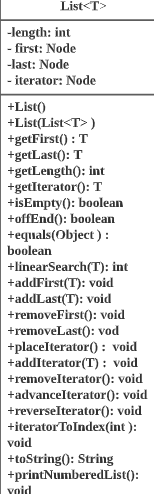 List<T>
-length: int
- first: Node
-last: Node
- iterator: Node
+List()
+List(List<T> )
+getFirst() : T
+getLast(): T
+getLength(): int
+getIterator(): T
+isEmpty(): boolean
+offEnd(): boolean
+equals(Object ) :
boolean
+linearSearch(T): int
+addFirst(T): void
+addLast(T): void
+removeFirst(): void
+removeLast(): vod
+placeIterator() : void
+addIterator(T) : void
+removeIterator(): void
+advanceIterator(): void
+reverseIterator(): void
+iteratorToIndex(int ):
void
+toString(): String
+printNumberedList():
void